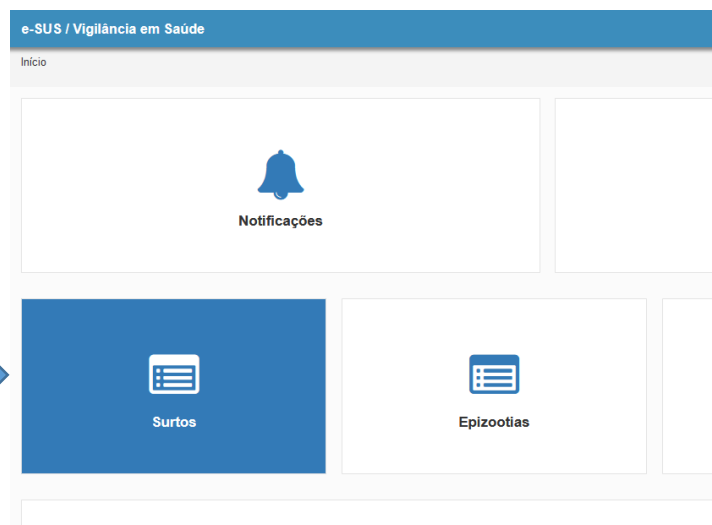 e-SUS / Vigilância em Saúde
Início
Notificações
Surtos
Epizootias